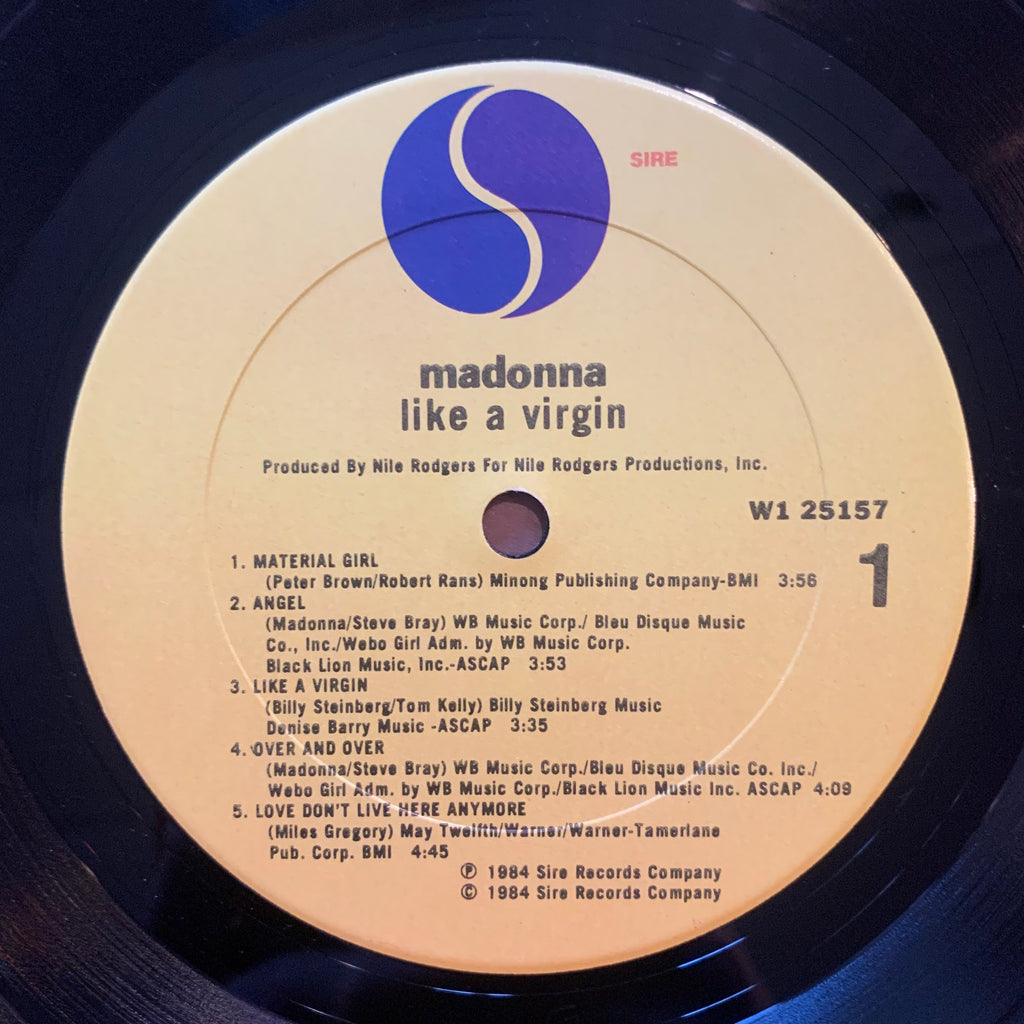 SIRE
madonna
like a virgin
Produced By Nile Rodgers For Nile Rodgers Productions, Inc.
W1 25157
1
1. MATERIAL GIRL
(Peter Brown/Robert Rans) Minong Publishing Company-BMI 3:56
2. ANGEL
(Madonna/Steve Bray) WB Music Corp./ Bleu Disque Music
Co., Inc./Webo Girl Adm. by WB Music Corp.
Black Lion Music, Inc.-ASCAP 3:53
3. LIKE A VIRGIN
(Billy Steinberg/Tom Kelly) Billy Steinberg Music
Denise Barry Music -ASCAP 3:35
4. OVER AND OVER
(Madonna/Steve Bray) WB Music Corp./Bleu Disque Music Co. Inc./
Webo Girl Adm. by WB Music Corp./Black Lion Music Inc. ASCAP 4:09
5. LOVE DON'T LIVE HERE ANYMORE
(Miles Gregory) May Twelfth/Warner/Warner-Tamerlane
Pub. Corp. BMI 4:45
℗ 1984 Sire Records Company
© 1984 Sire Records Company